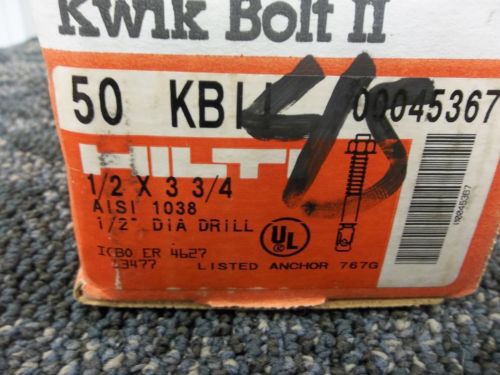 Kwik Bolt II
50 KBII 00045367
HILTI
1/2 X 3 3/4
AISI 1038
1/2" DIA DRILL
UL
ICBO ER 4627
LISTED ANCHOR 767G